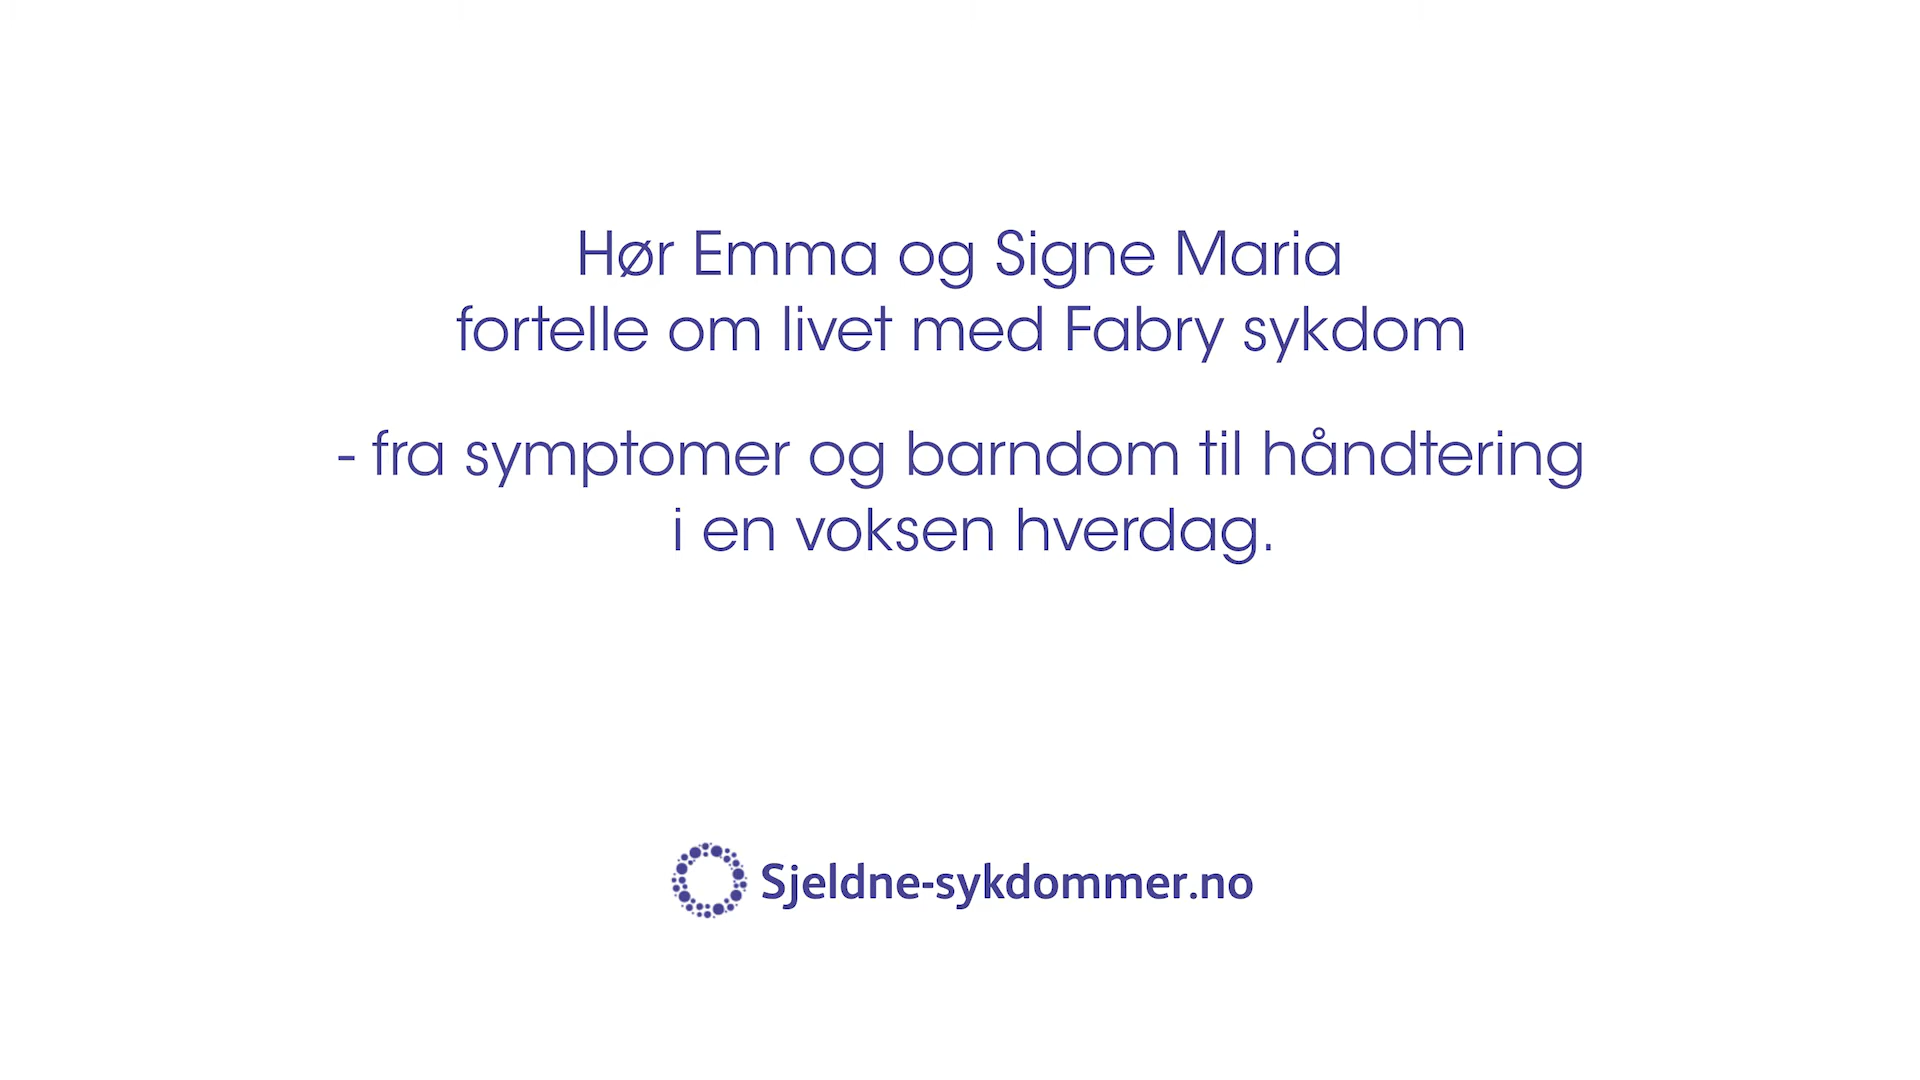 Hør Emma og Signe Maria
fortelle om livet med Fabry sykdom
- fra symptomer og barndom til håndtering
i en voksen hverdag.
Sjeldne-sykdommer.no